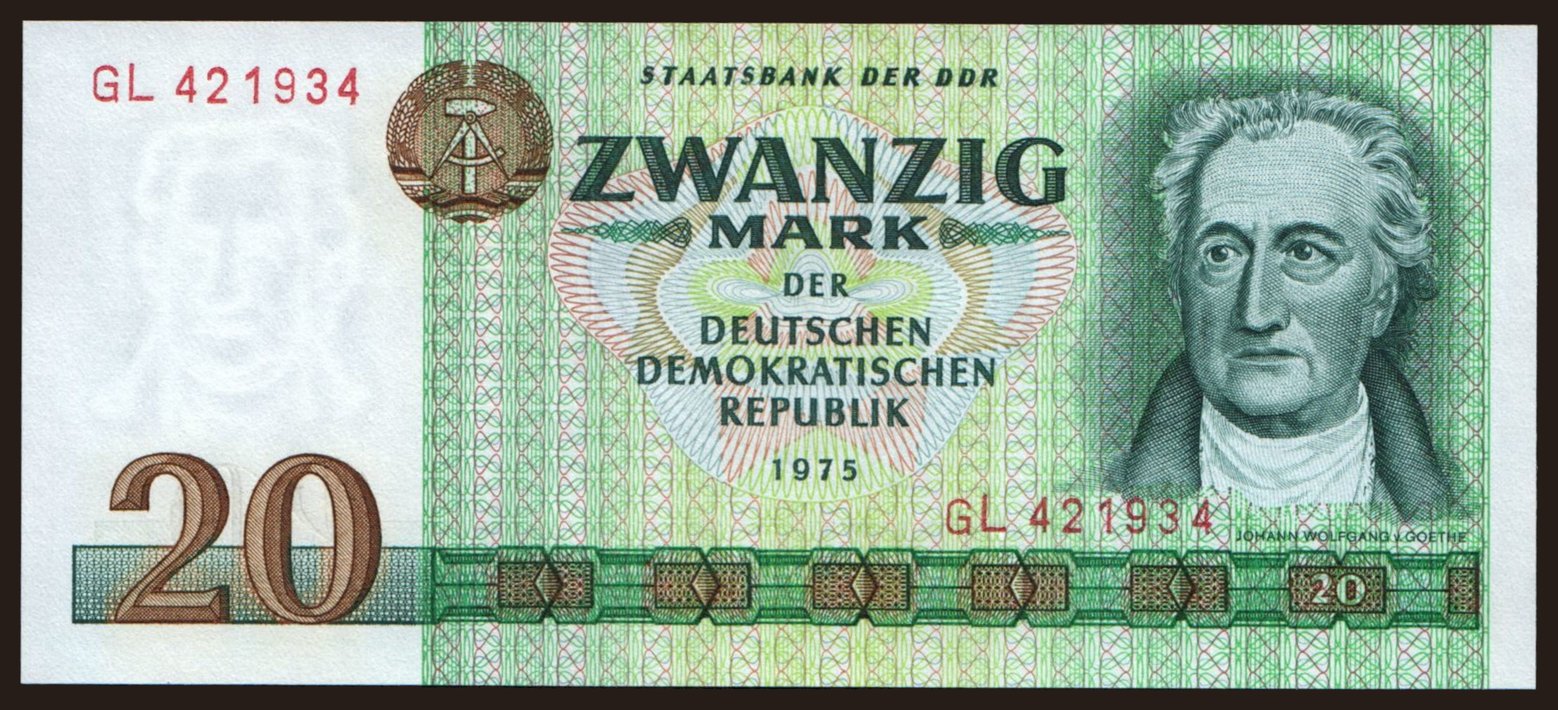 GL 421934
STAATSBANK DER DDR
ZWANZIG
MARK
DER
DEUTSCHEN
DEMOKRATISCHEN
REPUBLIK
1975
GL 421934
JOHANN WOLFGANG v. GOETHE
20
20